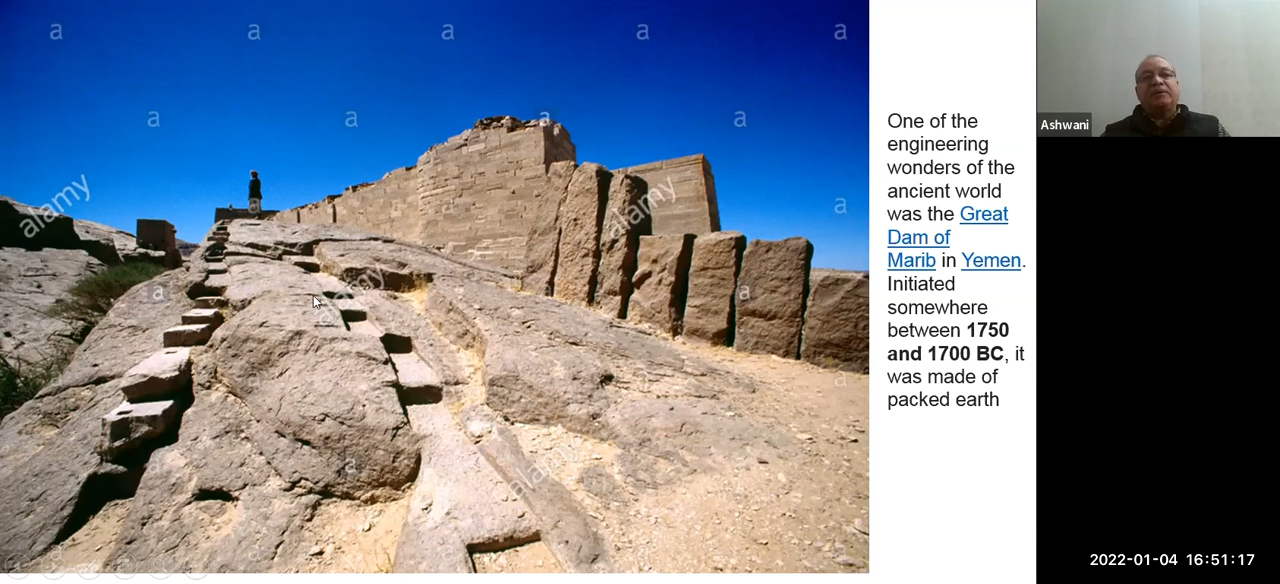 One of the
engineering
wonders of the
ancient world
was the Great
Dam of
Marib in Yemen.
Initiated
somewhere
between 1750
and 1700 BC, it
was made of
packed earth
Ashwani
2022-01-04 16:51:17
a a a a a
a a a a
alamy alamy a
a a
alamy a
a a alamy
a a a a